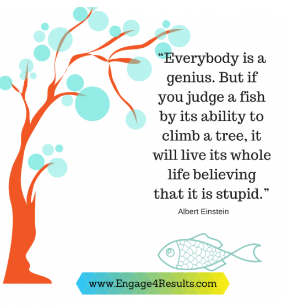 “Everybody is a
genius. But if
you judge a fish
by its ability to
climb a tree, it
will live its whole
life believing
that it is stupid.”
Albert Einstein
www.Engage4Results.com